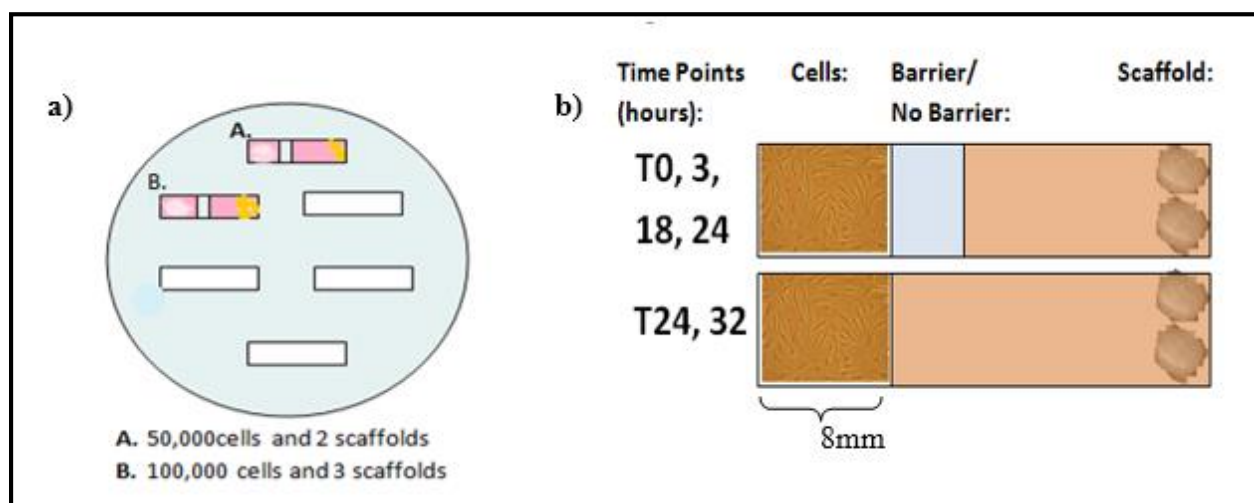 a)
A.
B.
A. 50,000cells and 2 scaffolds
B. 100,000 cells and 3 scaffolds
b)
Time Points
(hours):
Cells:
Barrier/
No Barrier:
Scaffold:
T0, 3,
18, 24
T24, 32
8mm